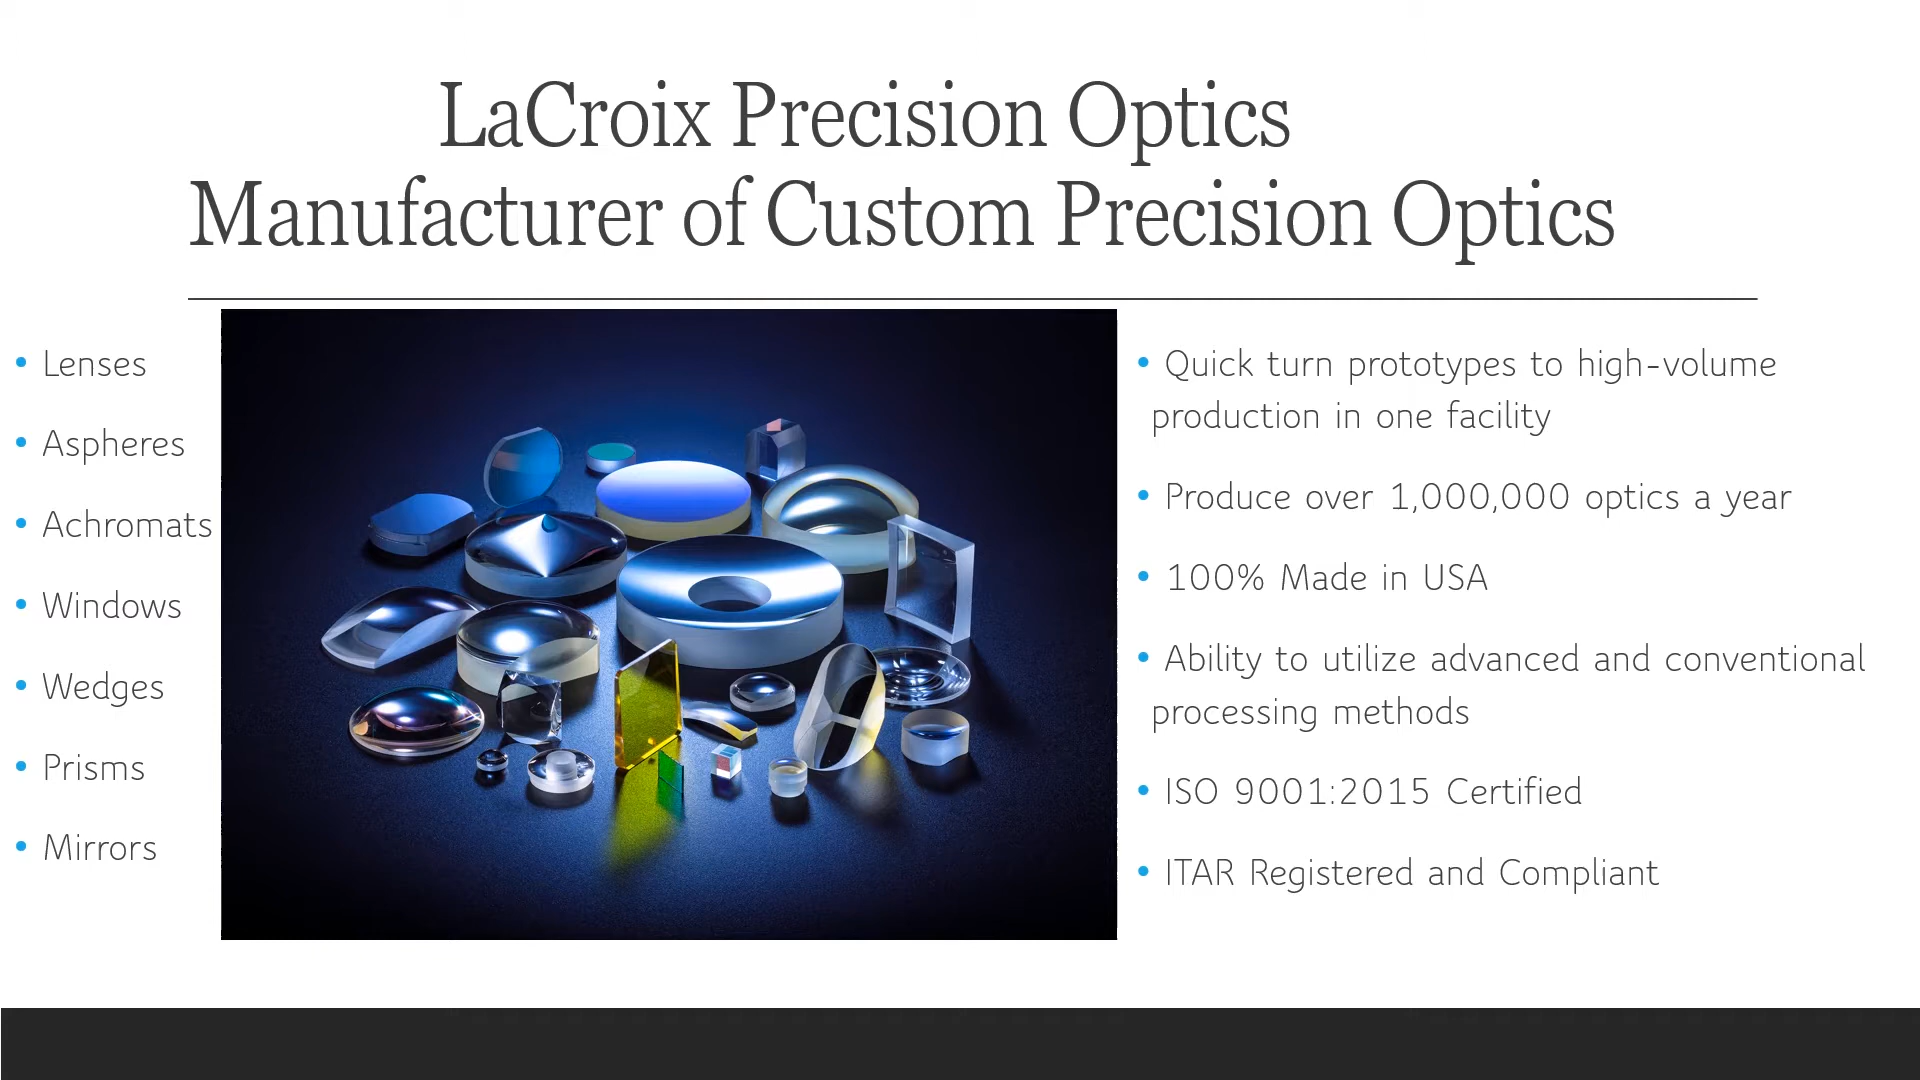 LaCroix Precision Optics
Manufacturer of Custom Precision Optics
• Lenses
• Aspheres
• Achromats
• Windows
• Wedges
• Prisms
• Mirrors
• Quick turn prototypes to high-volume
production in one facility
• Produce over 1,000,000 optics a year
• 100% Made in USA
• Ability to utilize advanced and conventional
processing methods
• ISO 9001:2015 Certified
• ITAR Registered and Compliant